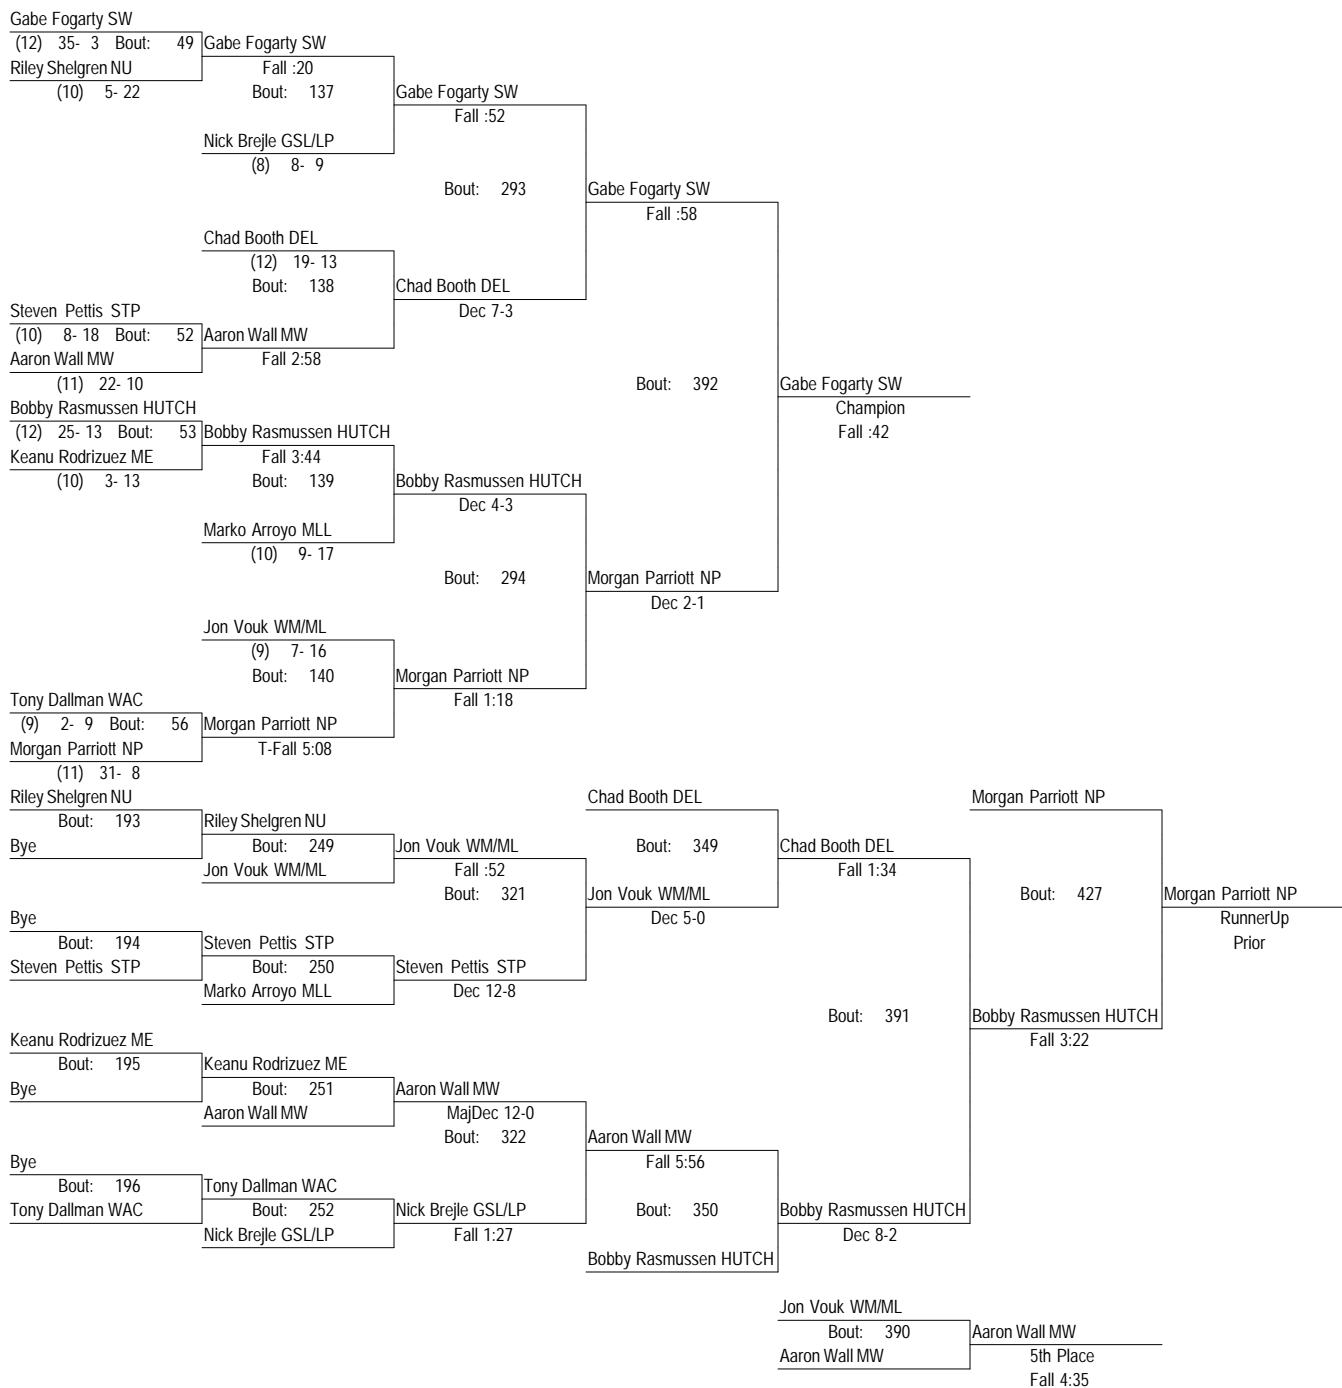 Gabe Fogarty SW
(12) 35- 3 Bout: 49 Gabe Fogarty SW
Riley Shelgren NU Fall :20
(10) 5- 22 Bout: 137 Gabe Fogarty SW
Fall :52
Nick Brejle GSL/LP
(8) 8- 9
Bout: 293 Gabe Fogarty SW
Fall :58
Chad Booth DEL
(12) 19- 13
Bout: 138 Chad Booth DEL
Steven Pettis STP Dec 7-3
(10) 8- 18 Bout: 52 Aaron Wall MW
Aaron Wall MW Fall 2:58
(11) 22- 10 Bout: 392 Gabe Fogarty SW
Bobby Rasmussen HUTCH Champion
(12) 25- 13 Bout: 53 Bobby Rasmussen HUTCH Fall :42
Keanu Rodrizuez ME Fall 3:44
(10) 3- 13 Bout: 139 Bobby Rasmussen HUTCH
Dec 4-3
Marko Arroyo MLL
(10) 9- 17
Bout: 294 Morgan Parriott NP
Dec 2-1
Jon Vouk WM/ML
(9) 7- 16
Bout: 140 Morgan Parriott NP
Tony Dallman WAC Fall 1:18
(9) 2- 9 Bout: 56 Morgan Parriott NP
Morgan Parriott NP T-Fall 5:08
(11) 31- 8
Riley Shelgren NU Chad Booth DEL Morgan Parriott NP
Bout: 193 Riley Shelgren NU
Bye Bout: 249 Jon Vouk WM/ML Bout: 349 Chad Booth DEL
Jon Vouk WM/ML Fall :52 Fall 1:34
Bout: 321 Jon Vouk WM/ML Bout: 427 Morgan Parriott NP
Bye Dec 5-0 RunnerUp
Bout: 194 Steven Pettis STP Prior
Steven Pettis STP Bout: 250 Steven Pettis STP
Marko Arroyo MLL Dec 12-8
Bout: 391 Bobby Rasmussen HUTCH
Keanu Rodrizuez ME Fall 3:22
Bout: 195 Keanu Rodrizuez ME
Bye Bout: 251 Aaron Wall MW
Aaron Wall MW MajDec 12-0
Bout: 322 Aaron Wall MW
Bye Fall 5:56
Bout: 196 Tony Dallman WAC
Tony Dallman WAC Bout: 252 Nick Brejle GSL/LP Bout: 350 Bobby Rasmussen HUTCH
Nick Brejle GSL/LP Fall 1:27 Dec 8-2
Bobby Rasmussen HUTCH
Jon Vouk WM/ML
Bout: 390 Aaron Wall MW
Aaron Wall MW 5th Place
Fall 4:35